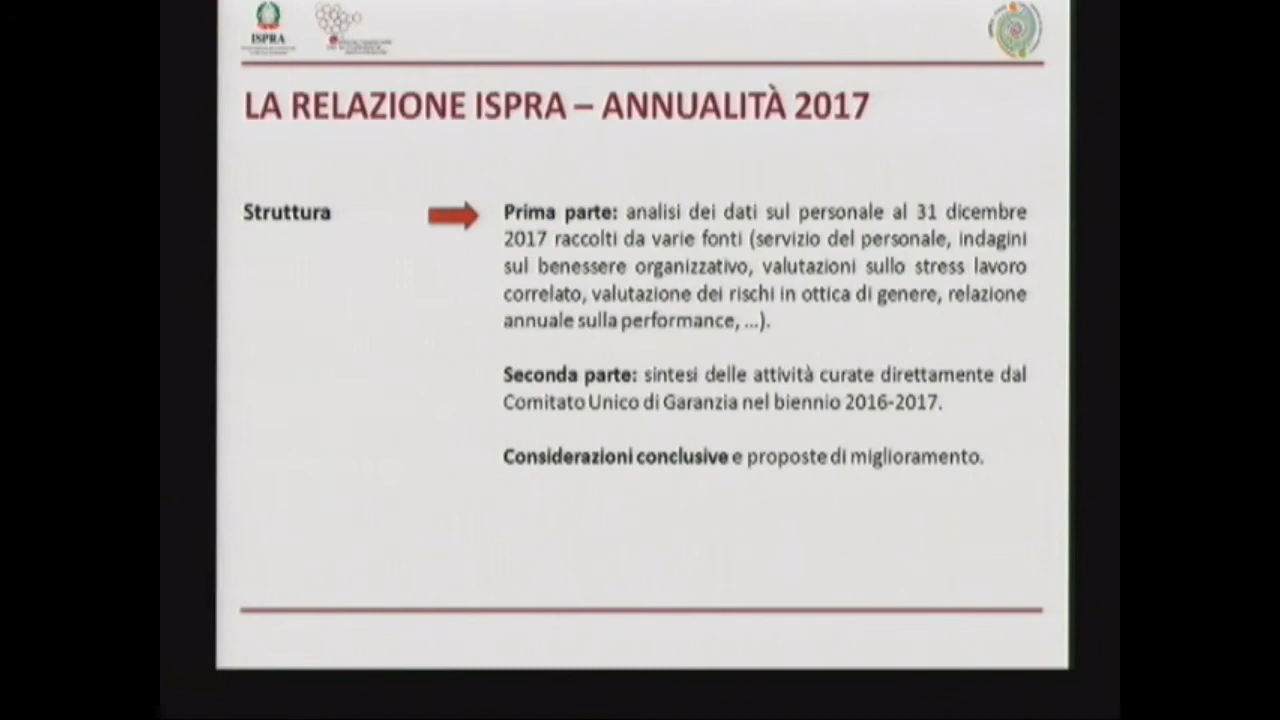 ISPRA
LA RELAZIONE ISPRA – ANNUALITÀ 2017
Struttura
Prima parte: analisi dei dati sul personale al 31 dicembre
2017 raccolti da varie fonti (servizio del personale, indagini
sul benessere organizzativo, valutazioni sullo stress lavoro
correlato, valutazione dei rischi in ottica di genere, relazione
annuale sulla performance, ...).
Seconda parte: sintesi delle attività curate direttamente dal
Comitato Unico di Garanzia nel biennio 2016-2017.
Considerazioni conclusive e proposte di miglioramento.